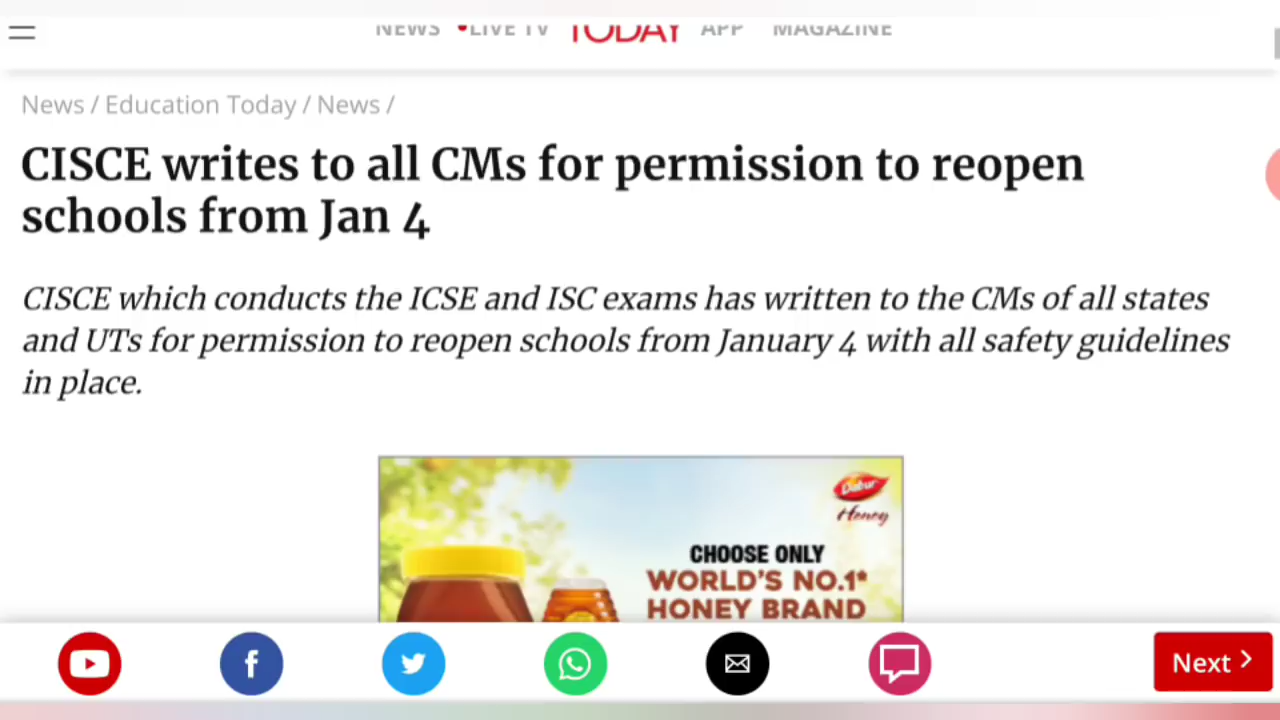 NEWS LIVE TV TODAY APP MAGAZINE
News / Education Today / News /
CISCE writes to all CMs for permission to reopen
schools from Jan 4
CISCE which conducts the ICSE and ISC exams has written to the CMs of all states
and UTs for permission to reopen schools from January 4 with all safety guidelines
in place.
Dabur
Honey
CHOOSE ONLY
WORLD'S NO.1*
HONEY BRAND
f
Next >